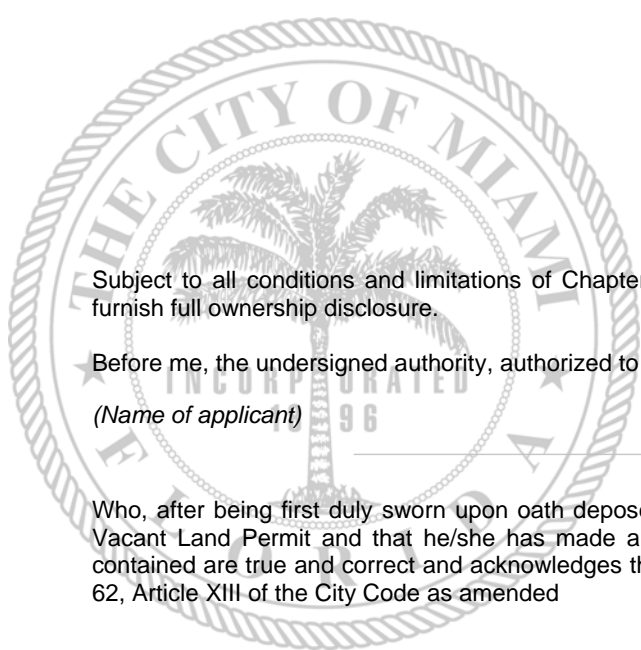 THE CITY OF MIAMI
Subject to all conditions and limitations of Chapter
furnish full ownership disclosure.
Before me, the undersigned authority, authorized to
INCORPORATED
(Name of applicant)
18 96
Who, after being first duly sworn upon oath depose
Vacant Land Permit and that he/she has made a
contained are true and correct and acknowledges th
62, Article XIII of the City Code as amended
FLORIDA